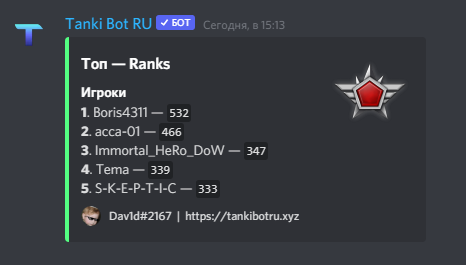 Tanki Bot RU ✓ БОТ Сегодня, в 15:13
Топ — Ranks
Игроки
1. Boris4311 — 532
2. acca-01 — 466
3. Immortal_HeRo_DoW — 347
4. Tema — 339
5. S-K-E-P-T-I-C — 333
Dav1d#2167 | https://tankibotru.xyz